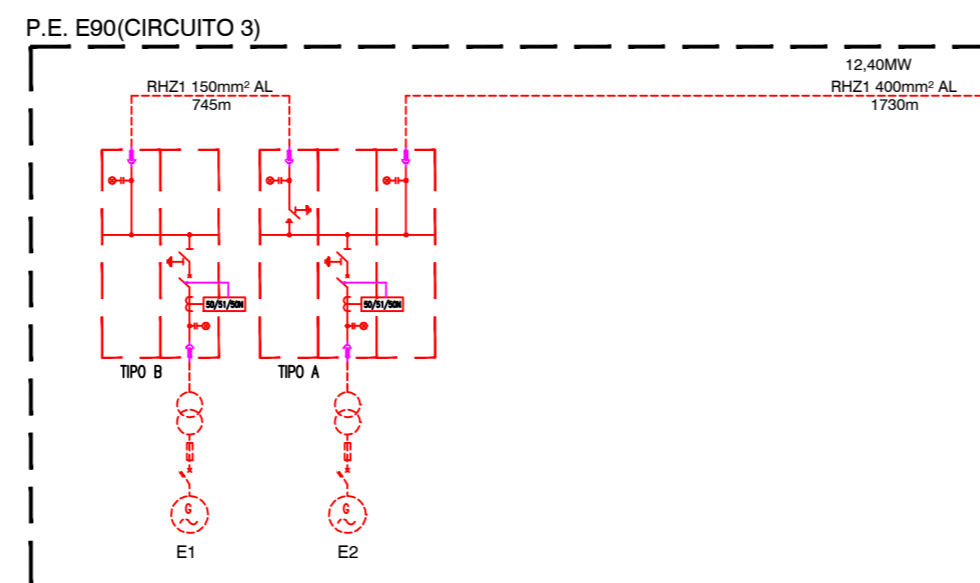 P.E. E90(CIRCUITO 3)
12,40MW
RHZ1 150mm² AL
745m
RHZ1 400mm² AL
1730m
50/51/50N
50/51/50N
TIPO B
TIPO A
G
G
E1
E2